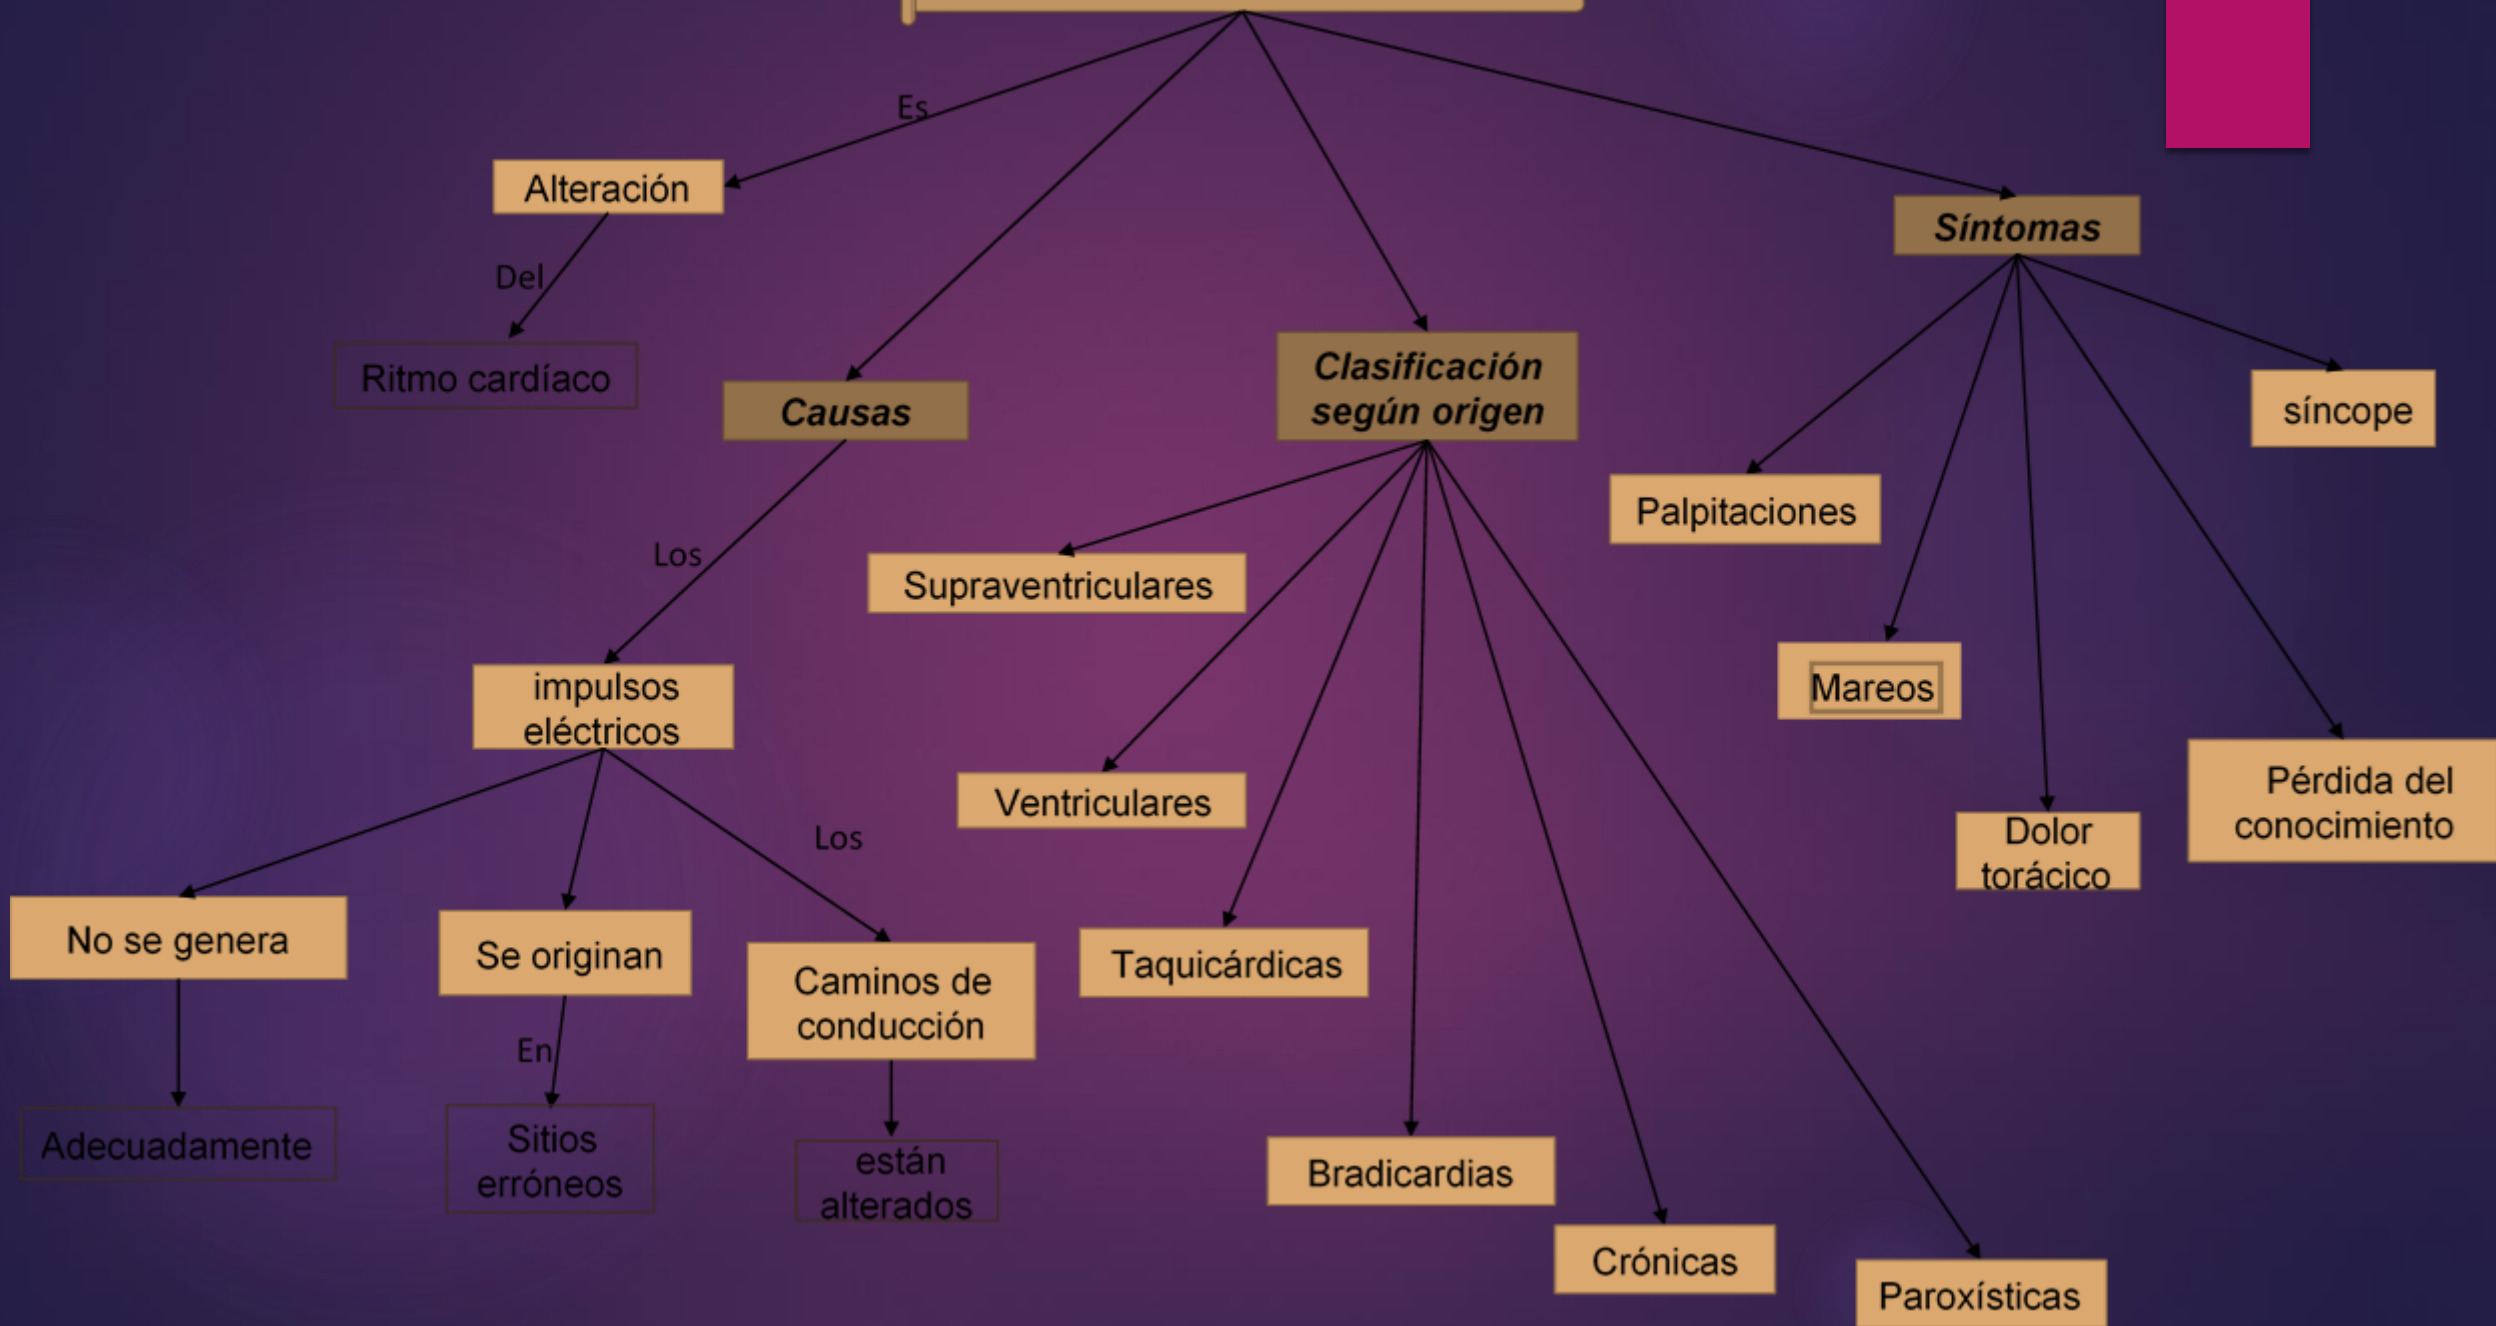 Es
Alteración
Del
Ritmo cardíaco
Causas
Los
impulsos
eléctricos
No se genera
Adecuadamente
Se originan
En
Sitios
erróneos
Los
Caminos de
conducción
están
alterados
Clasificación
según origen
Supraventriculares
Ventriculares
Taquicárdicas
Bradicardias
Crónicas
Paroxísticas
Síntomas
Palpitaciones
Mareos
Dolor
torácico
Pérdida del
conocimiento
síncope